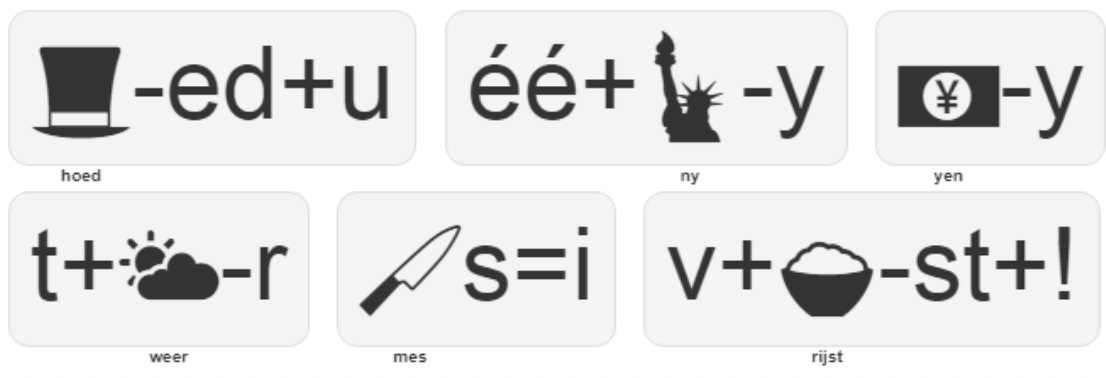 -ed+u éé+ -y ¥ -y
hoed ny yen
t+ -r s=i v+ -st+!
weer mes rijst